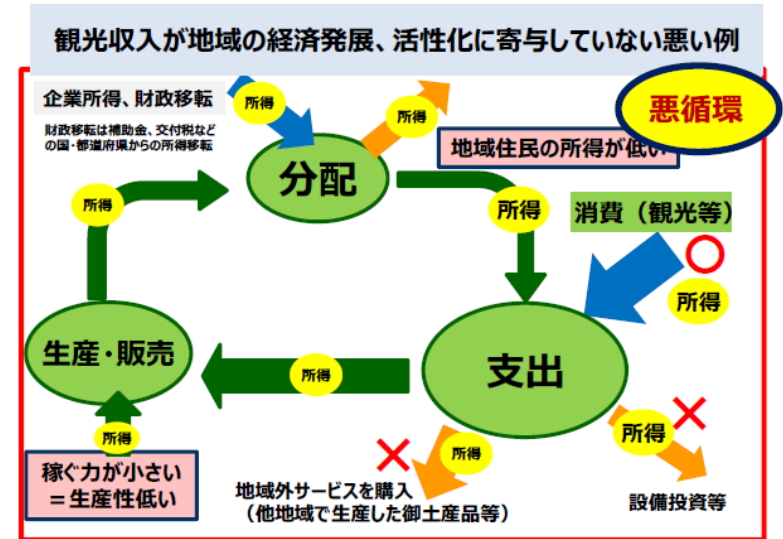 観光収入が地域の経済発展、活性化に寄与していない悪い例
企業所得、財政移転
財政移転は補助金、交付税など
の国・都道府県からの所得移転
所得
所得
悪循環
分配
地域住民の所得が低い
所得
所得
消費（観光等）
所得
生産・販売
所得
支出
所得
稼ぐ力が小さい
＝生産性低い
所得
所得
地域外サービスを購入
（他地域で生産した御土産品等）
設備投資等